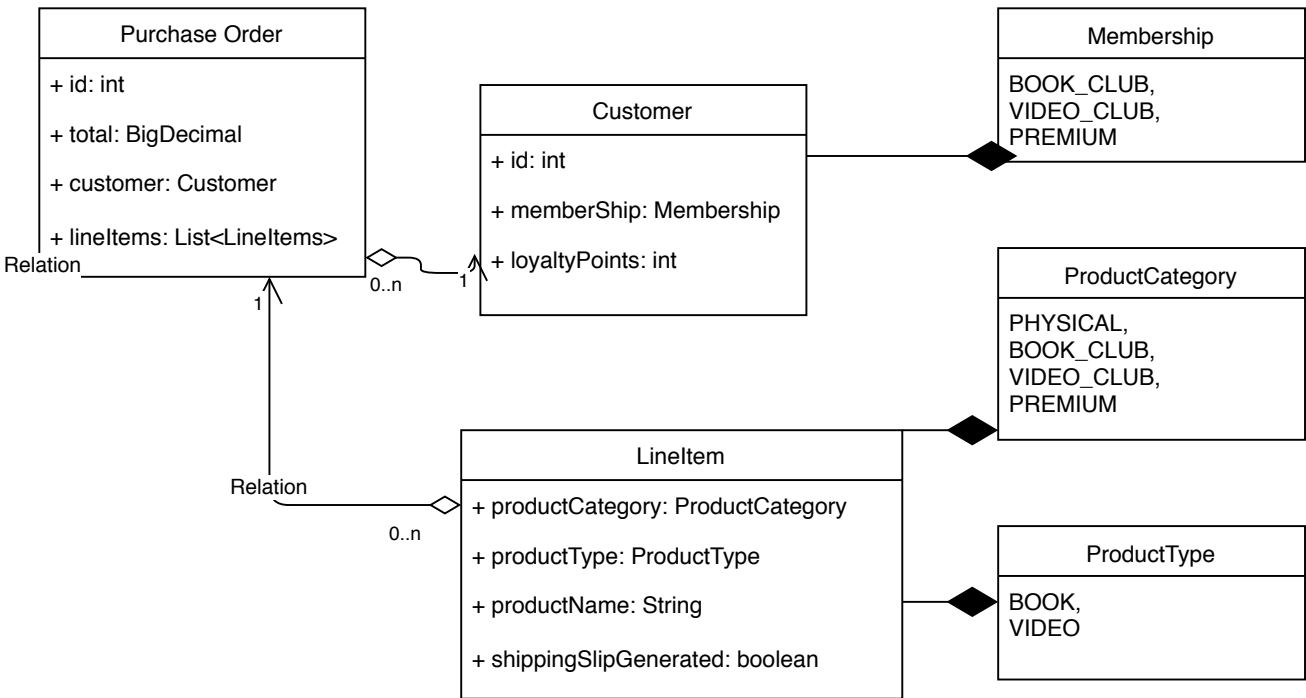 Purchase Order
+ id: int
+ total: BigDecimal
+ customer: Customer
+ lineItems: List<LineItems>
Relation
0..n
1
1
Customer
+ id: int
+ memberShip: Membership
+ loyaltyPoints: int
Membership
BOOK_CLUB,
VIDEO_CLUB,
PREMIUM
ProductCategory
PHYSICAL,
BOOK_CLUB,
VIDEO_CLUB,
PREMIUM
Relation
0..n
LineItem
+ productCategory: ProductCategory
+ productType: ProductType
+ productName: String
+ shippingSlipGenerated: boolean
ProductType
BOOK,
VIDEO